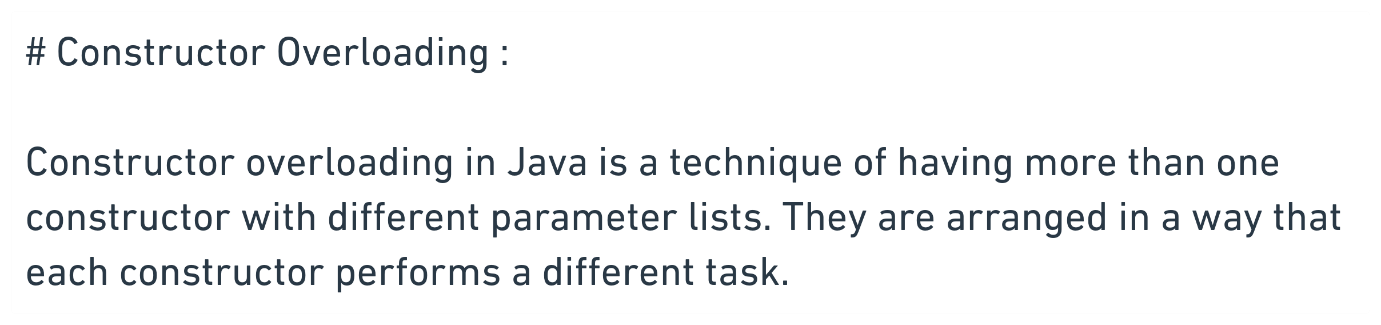 # Constructor Overloading :
Constructor overloading in Java is a technique of having more than one
constructor with different parameter lists. They are arranged in a way that
each constructor performs a different task.